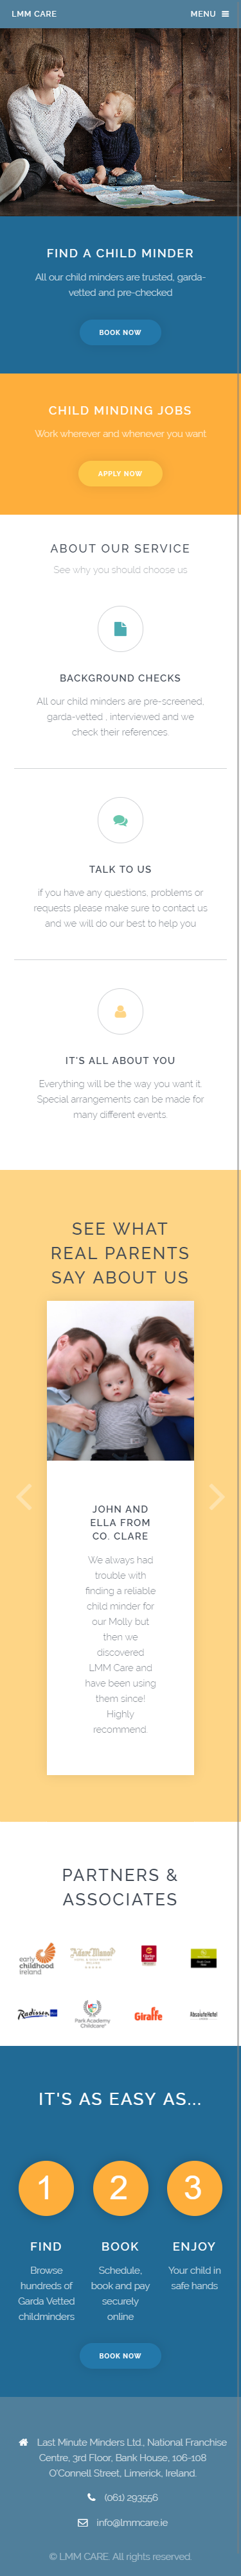 LMM CARE MENU
FIND A CHILD MINDER
All our child minders are trusted, garda-
vetted and pre-checked
BOOK NOW
CHILD MINDING JOBS
Work wherever and whenever you want.
APPLY NOW
ABOUT OUR SERVICE
See why you should choose us
BACKGROUND CHECKS
All our child minders are pre-screened,
garda-vetted , interviewed and we
check their references.
TALK TO US
if you have any questions, problems or
requests please make sure to contact us
and we will do our best to help you
IT'S ALL ABOUT YOU
Everything will be the way you want it.
Special arrangements can be made for
many different events.
SEE WHAT
REAL PARENTS
SAY ABOUT US
JOHN AND
ELLA FROM
CO. CLARE
We always had
trouble with
finding a reliable
child minder for
our Molly but
then we
discovered
LMM Care and
have been using
them since!
Highly
recommend.
PARTNERS &
ASSOCIATES
early
childhood
ireland
Radisson
Park Academy
Childcare
Giraffe
IT'S AS EASY AS...
1 2 3
FIND BOOK ENJOY
Browse Schedule, Your child in
hundreds of book and pay safe hands
Garda Vetted securely
childminders online
BOOK NOW
Last Minute Minders Ltd., National Franchise
Centre, 3rd Floor, Bank House, 106-108
O'Connell Street, Limerick, Ireland.
(061) 293556
info@lmmcare.ie
© LMM CARE. All rights reserved.